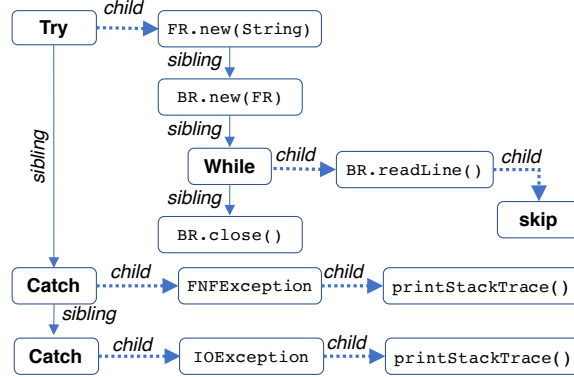 Try
child
FR.new(String)
sibling
BR.new(FR)
sibling
sibling
While
child
BR.readLine()
child
sibling
skip
BR.close()
Catch
child
FNFException
child
printStackTrace()
sibling
Catch
child
IOException
child
printStackTrace()